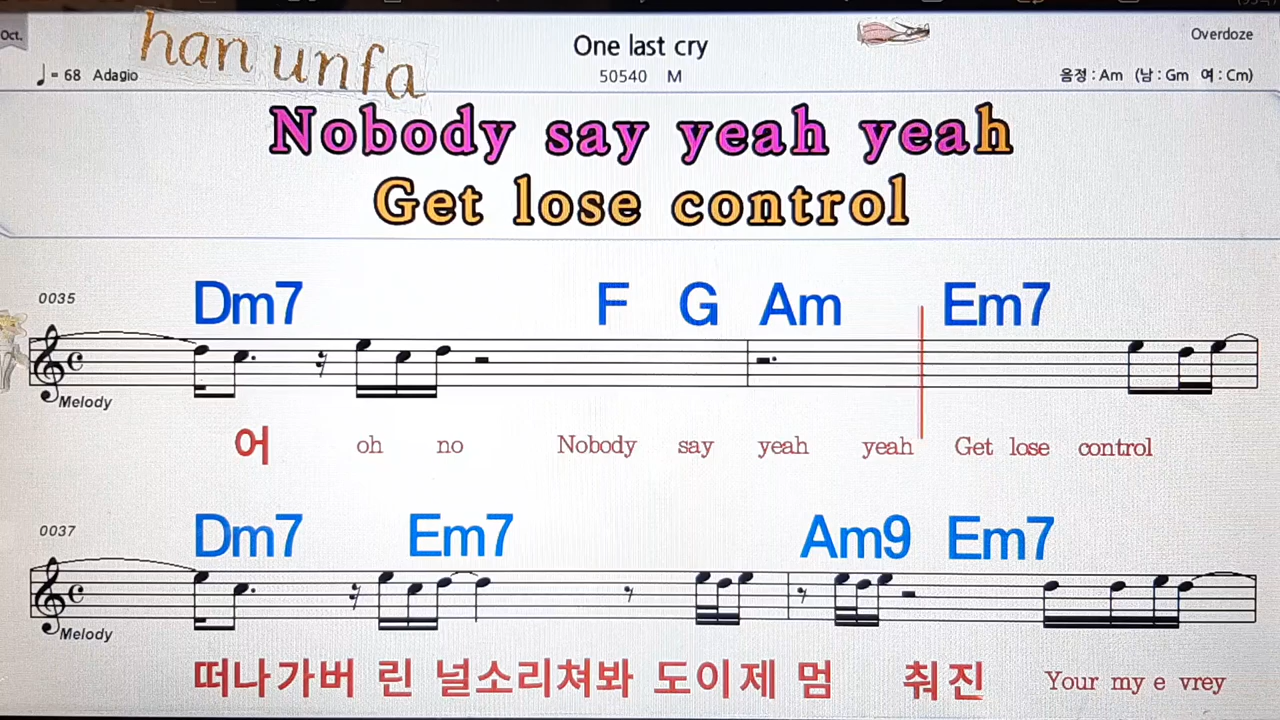 Oct.
han unfa
One last cry
Overdoze
♩= 68 Adagio
50540 M
음정 : Am (남 : Gm 여 : Cm)
Nobody say yeah yeah
Get lose control
0035
Dm7 F G Am Em7
Melody
어 oh no Nobody say yeah yeah Get lose control
0037
Dm7 Em7 Am9 Em7
Melody
떠나가버 린 널소리쳐봐 도이제 멈 춰진 Your my e vrey